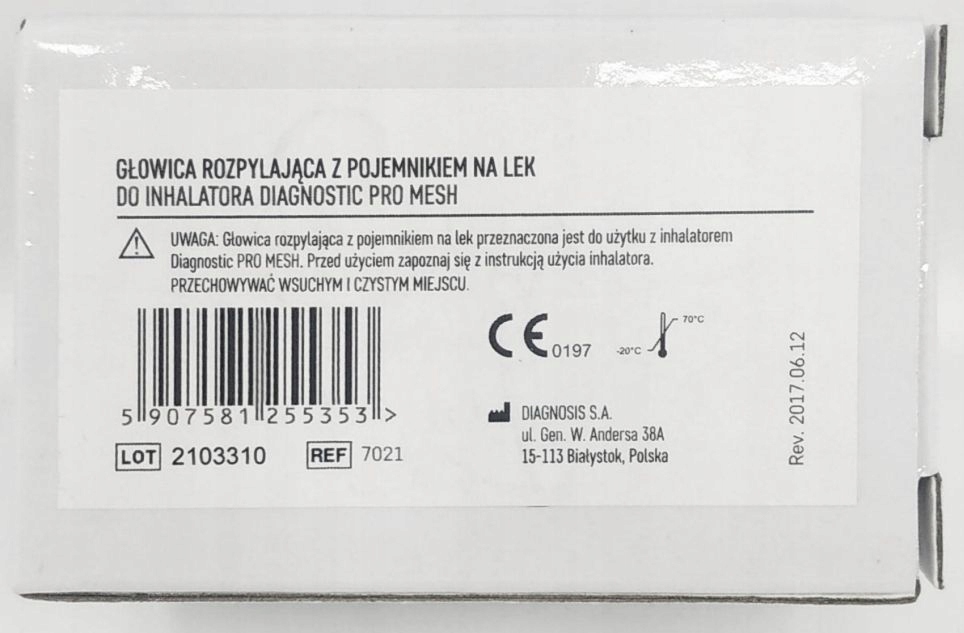 GŁOWICA ROZPYLAJĄCA Z POJEMNIKIEM NA LEK
DO INHALATORA DIAGNOSTIC PRO MESH
UWAGA: Głowica rozpylająca z pojemnikiem na lek przeznaczona jest do użytku z inhalatorem
Diagnostic PRO MESH. Przed użyciem zapoznaj się z instrukcją użycia inhalatora.
PRZECHOWYWAĆ WSUCHYM I CZYSTYM MIEJSCU.
5 907581 255353 >
LOT 2103310 REF 7021
CE 0197
-20°C 70°C
DIAGNOSIS S.A.
ul. Gen. W. Andersa 38A
15-113 Białystok, Polska
Rev. 2017.06.12